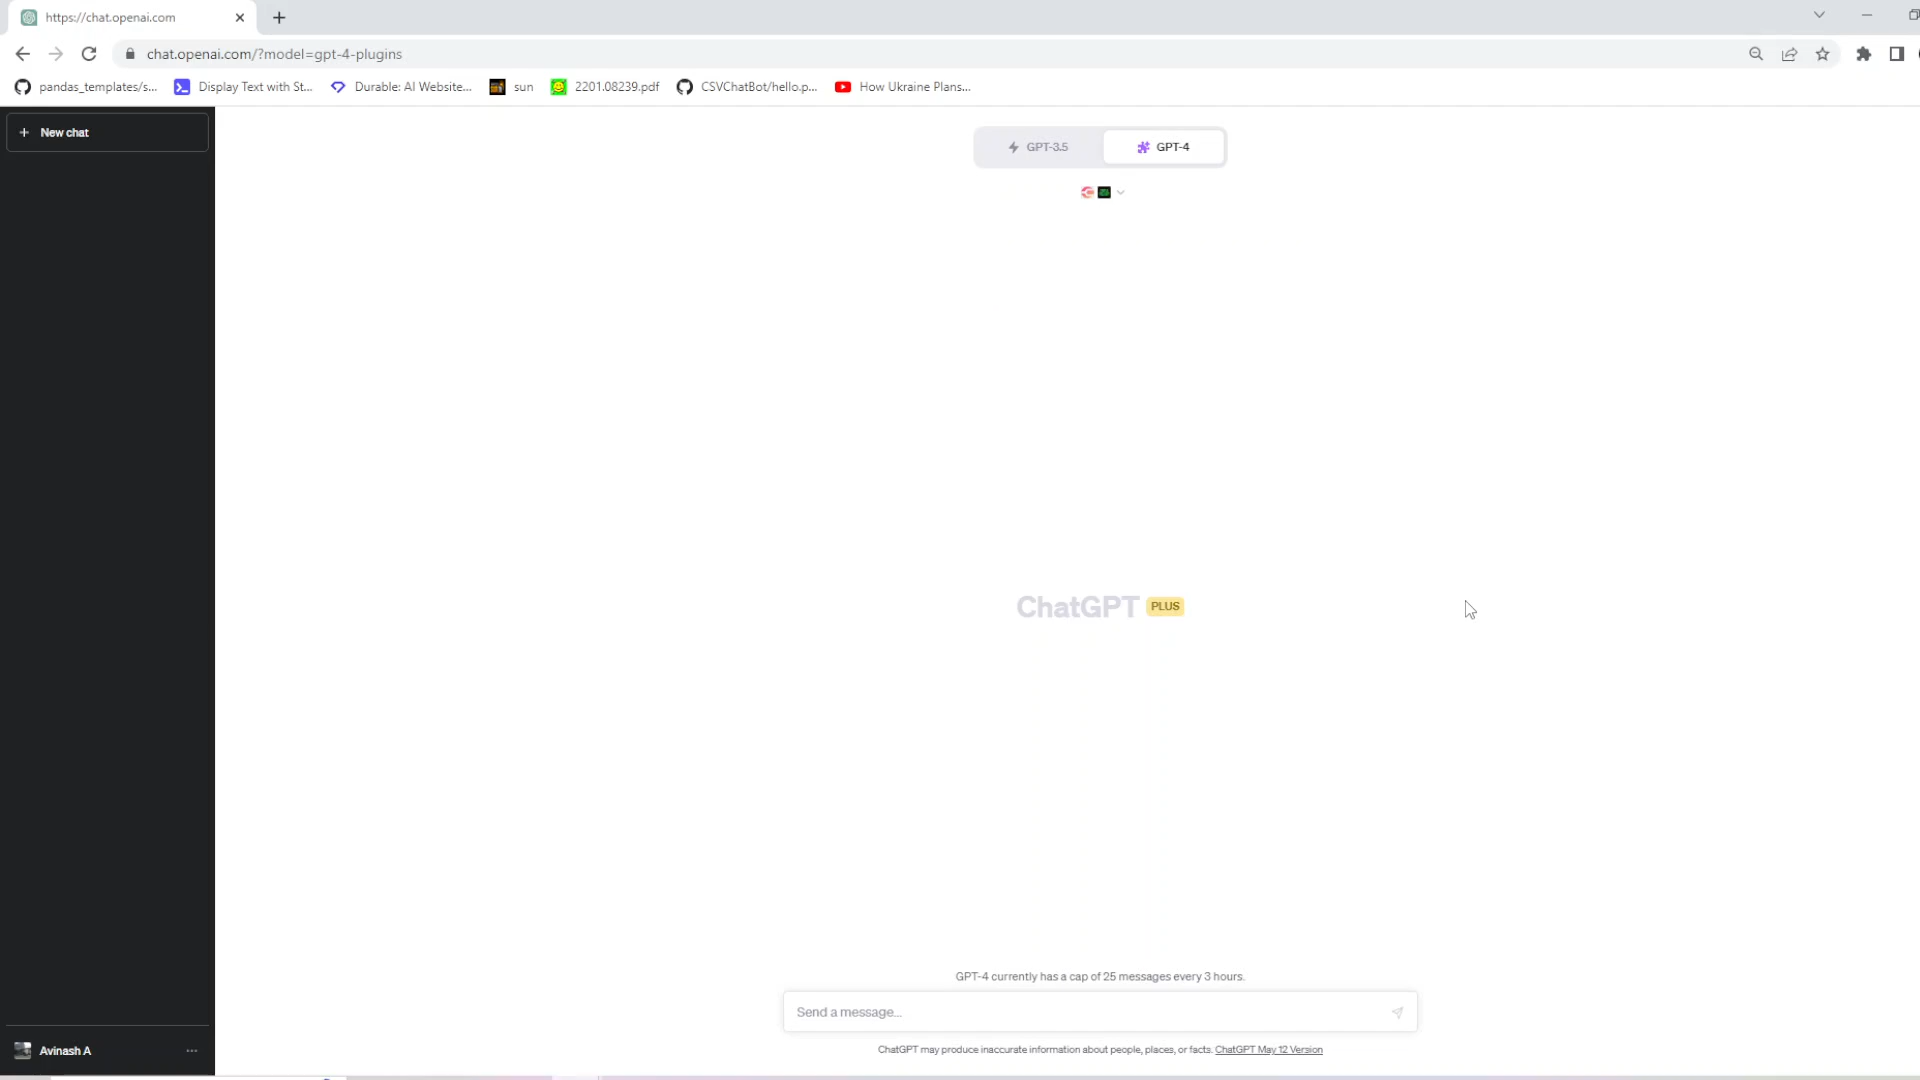 https://chat.openai.com
chat.openai.com/?model=gpt-4-plugins
pandas_templates/s...
Display Text with St...
Durable: AI Website...
sun
2201.08239.pdf
CSVChatBot/hello.p...
How Ukraine Plans...
New chat
GPT-3.5
GPT-4
ChatGPT PLUS
GPT-4 currently has a cap of 25 messages every 3 hours.
Send a message...
ChatGPT may produce inaccurate information about people, places, or facts. ChatGPT May 12 Version
Avinash A